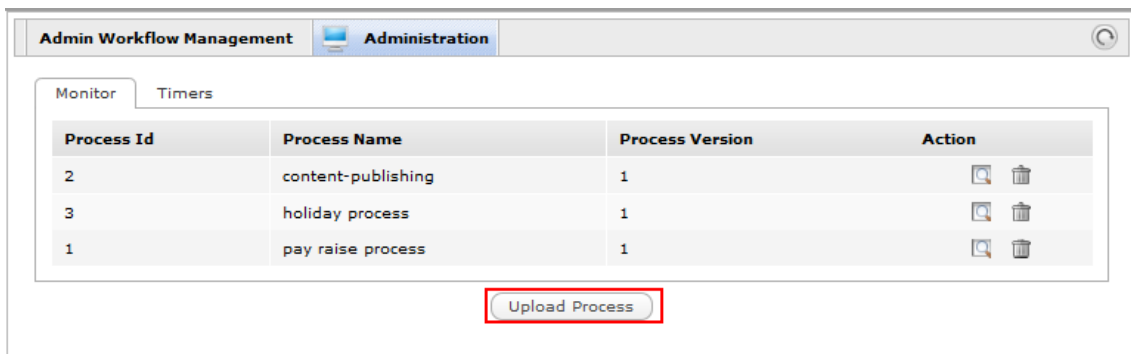 Admin Workflow Management Administration
Monitor Timers
Process Id Process Name Process Version Action
2 content-publishing 1
3 holiday process 1
1 pay raise process 1
Upload Process